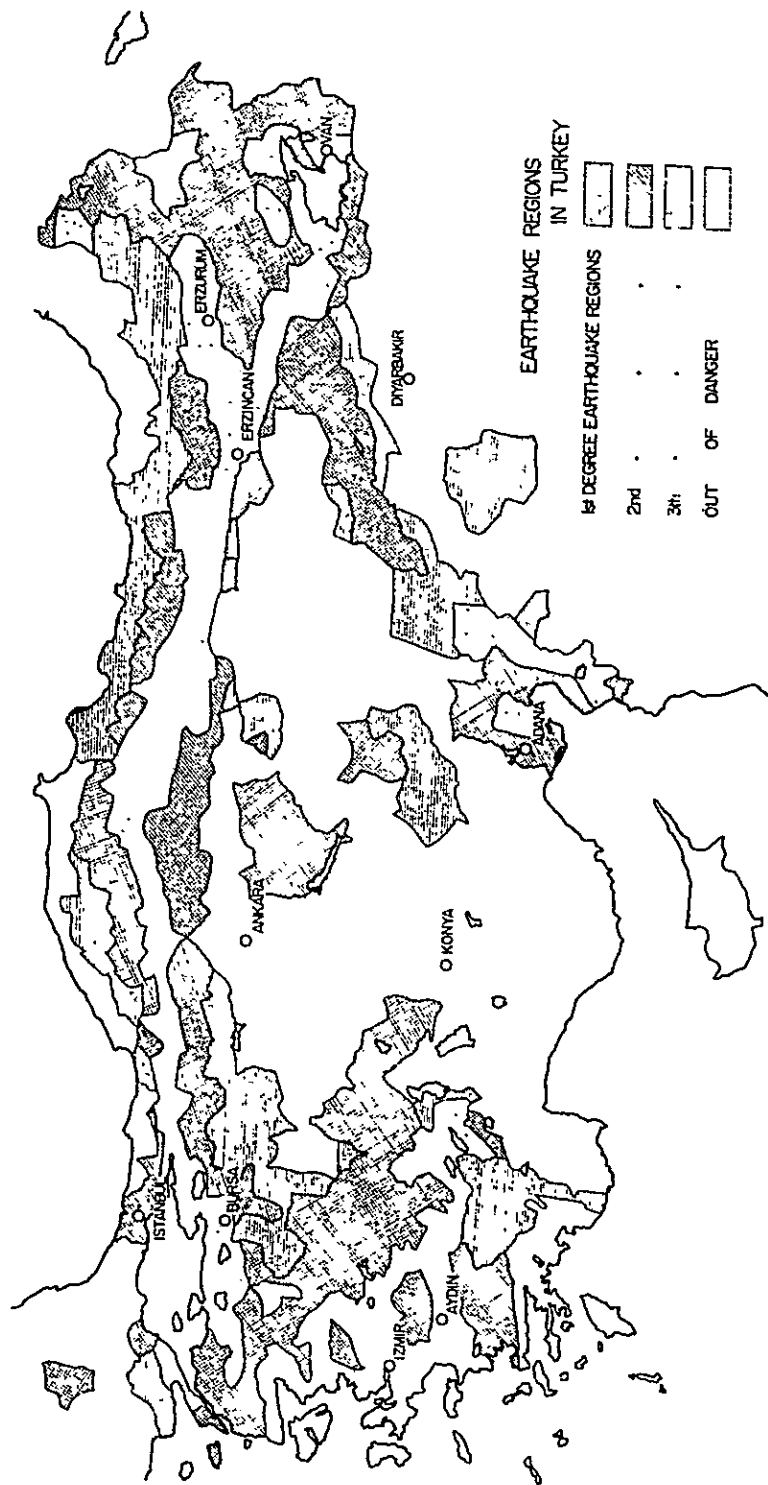 EARTHQUAKE REGIONS
IN TURKEY
1st DEGREE EARTHQUAKE REGIONS
2nd
3th
OUT OF DANGER
ISTANBUL
BURSA
IZMIR
AYDIN
ANKARA
KONYA
ADANA
ERZINCAN
ERZURUM
DIYARBAKIR
VAN